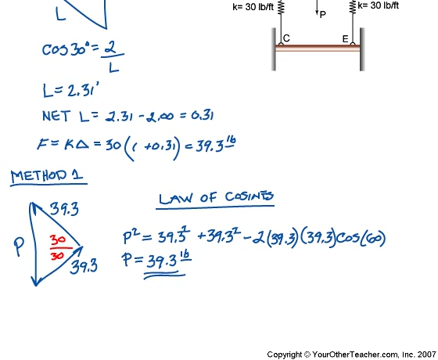 L
k= 30 lb/ft
k= 30 lb/ft
P
C
E
COS 30° = 2
L
L = 2.31'
NET L = 2.31 - 2.00 = 0.31
F = KΔ = 30 (1 + 0.31) = 39.3 lb
METHOD 1
LAW OF COSINES
39.3
P
30
30
39.3
P² = 39.3² + 39.3² - 2(39.3)(39.3)COS(60)
P = 39.3 lb
Copyright © YourOtherTeacher.com, Inc. 2007